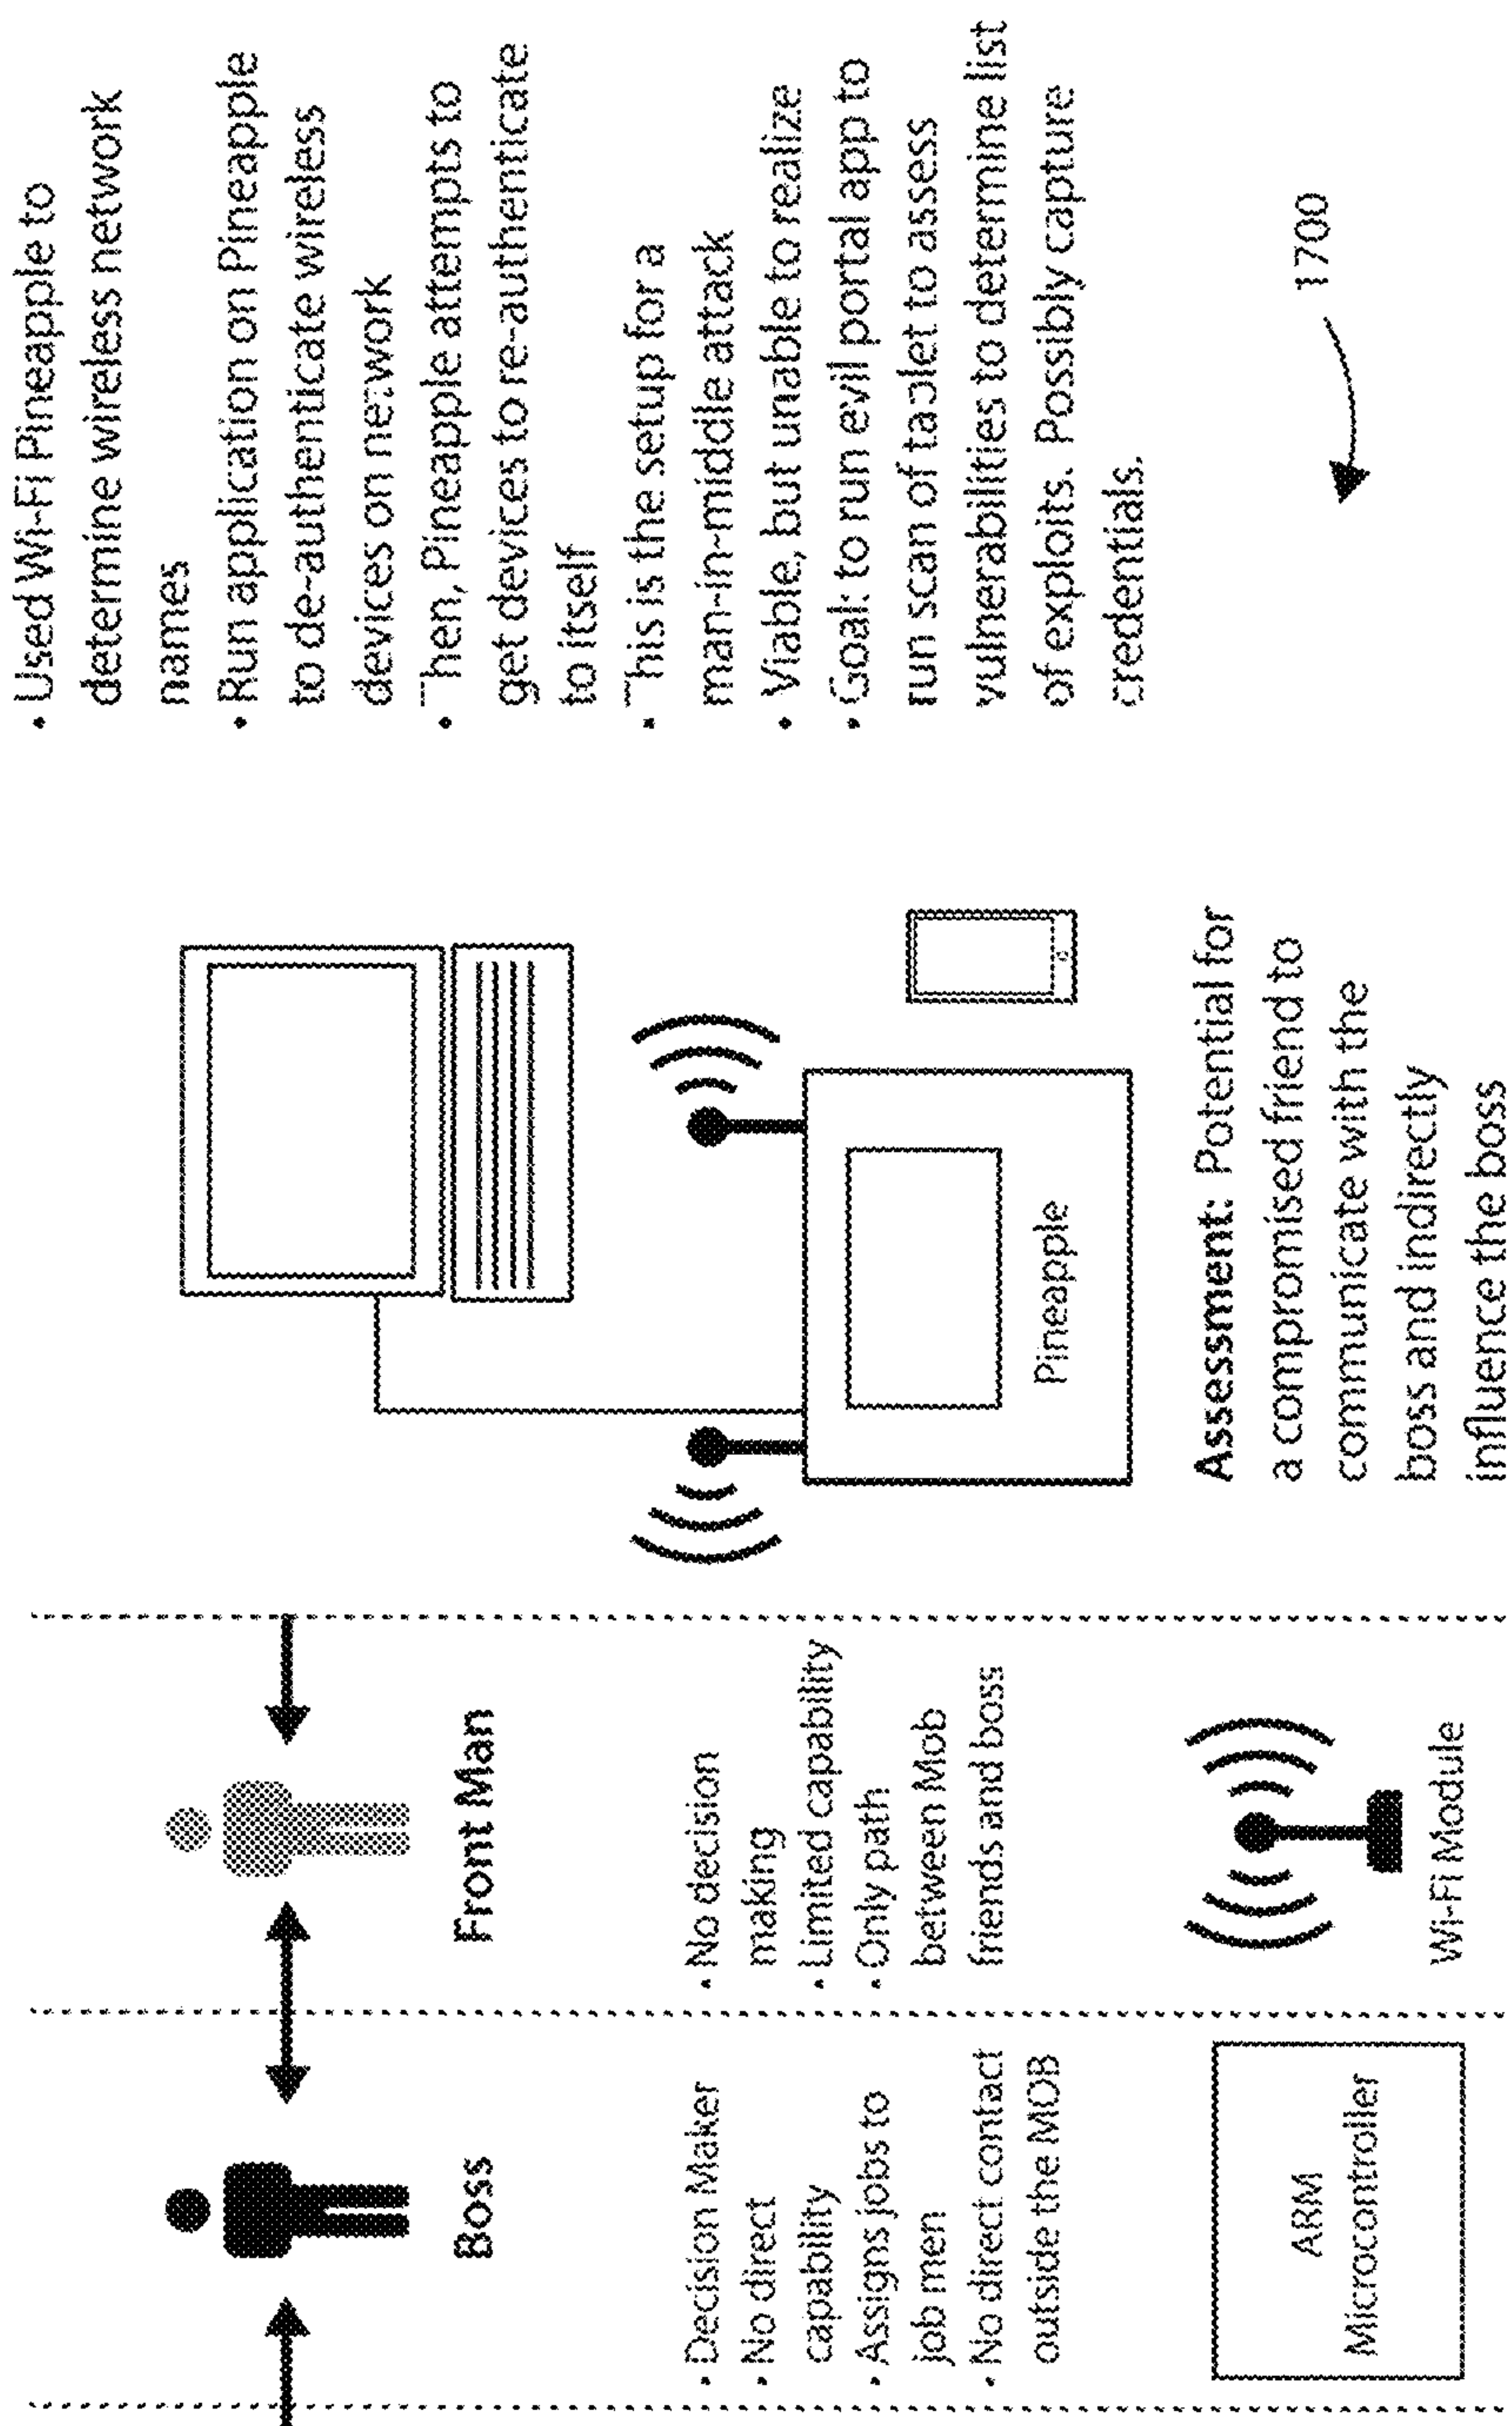 Boss
• Decision Maker
• No direct
capability
• Assigns jobs to
job men
• No direct contact
outside the MOB
ARM
Microcontroller
Front Man
• No decision
making
• Limited capability
• Only path
between Mob
friends and boss
Wi-Fi Module
Pineapple
Assessment: Potential for
a compromised friend to
communicate with the
boss and indirectly
influence the boss
• Used Wi-Fi Pineapple to
determine wireless network
names
• Run application on Pineapple
to de-authenticate wireless
devices on network
• Then, Pineapple attempts to
get devices to re-authenticate
to itself
• This is the setup for a
man-in-middle attack
• Viable, but unable to realize
• Goal: to run evil portal app to
run scan of tablet to assess
vulnerabilities to determine list
of exploits. Possibly capture
credentials.
1700